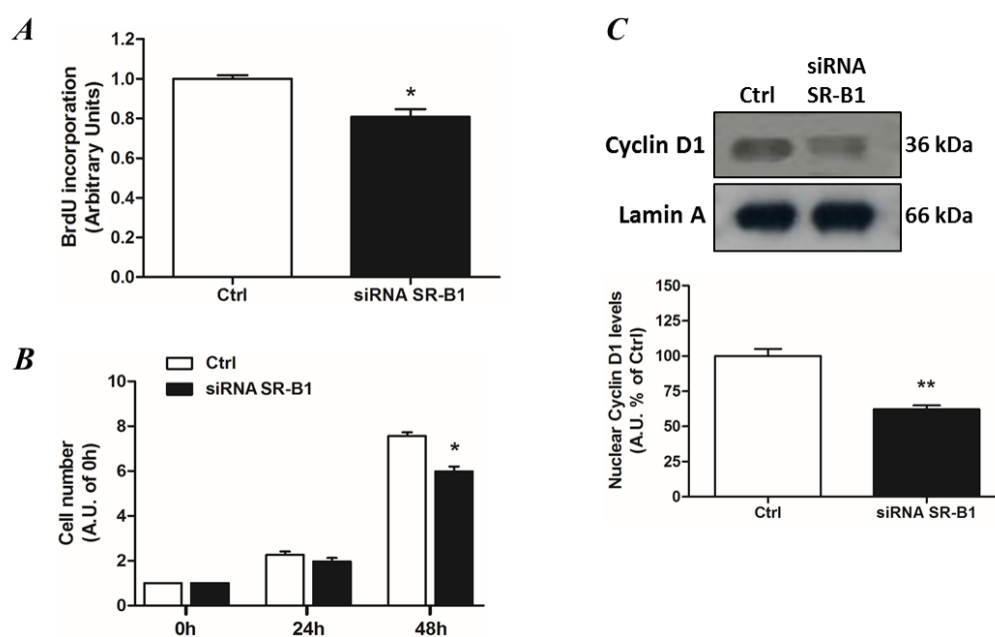 A
BrdU incorporation
(Arbitrary Units)
1.2
1.0
0.8
0.6
0.4
0.2
0.0
*
Ctrl
siRNA SR-B1
B
Ctrl
siRNA SR-B1
Cell number
(A.U. of 0h)
10
8
6
4
2
0
*
0h
24h
48h
C
Ctrl
siRNA
SR-B1
Cyclin D1
36 kDa
Lamin A
66 kDa
Nuclear Cyclin D1 levels
(A.U. % of Ctrl)
150
125
100
75
50
25
0
**
Ctrl
siRNA SR-B1